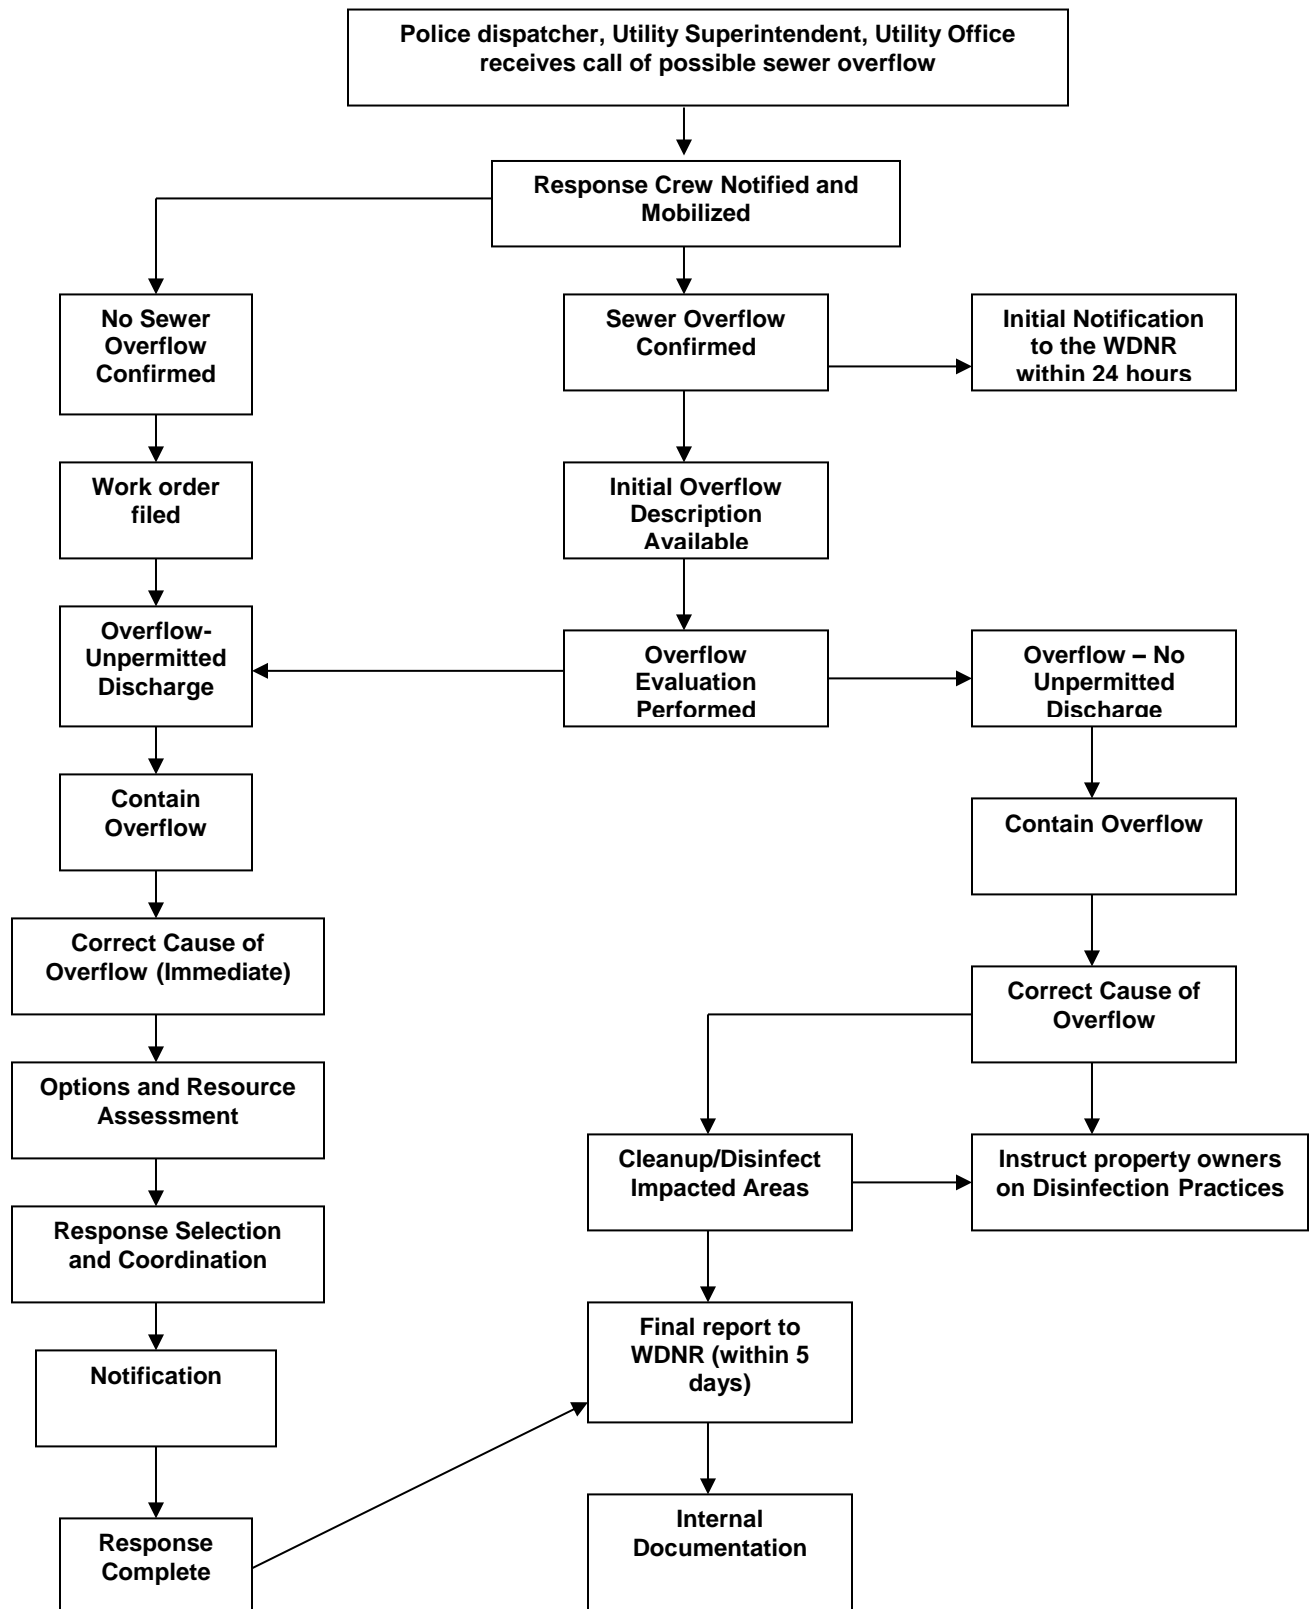 Police dispatcher, Utility Superintendent, Utility Office
receives call of possible sewer overflow
Response Crew Notified and
Mobilized
No Sewer
Overflow
Confirmed
Sewer Overflow
Confirmed
Initial Notification
to the WDNR
within 24 hours
Work order
filed
Initial Overflow
Description
Available
Overflow-
Unpermitted
Discharge
Overflow
Evaluation
Performed
Overflow – No
Unpermitted
Discharge
Contain
Overflow
Contain Overflow
Correct Cause of
Overflow (Immediate)
Correct Cause of
Overflow
Options and Resource
Assessment
Cleanup/Disinfect
Impacted Areas
Instruct property owners
on Disinfection Practices
Response Selection
and Coordination
Final report to
WDNR (within 5
days)
Notification
Internal
Documentation
Response
Complete